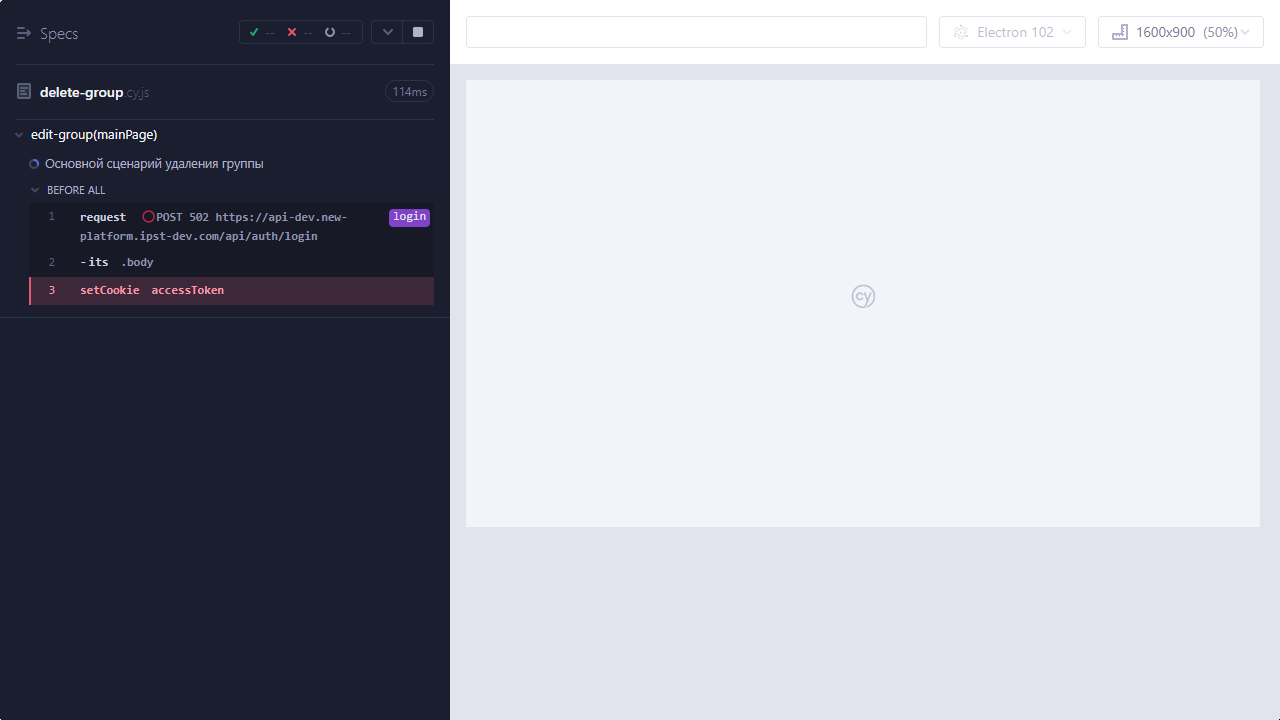 Specs
-- -- --
delete-group cy.js
114ms
edit-group(mainPage)
Основной сценарий удаления группы
BEFORE ALL
1 request POST 502 https://api-dev.new-
platform.ipst-dev.com/api/auth/login
login
2 -its .body
3 setCookie accessToken
Electron 102
1600x900 (50%)
cy